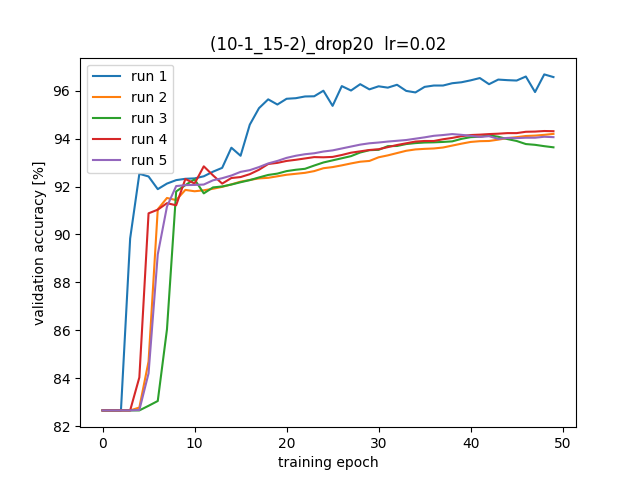 (10-1_15-2)_drop20  lr=0.02
validation accuracy [%]
96
94
92
90
88
86
84
82
run 1
run 2
run 3
run 4
run 5
0
10
20
30
40
50
training epoch